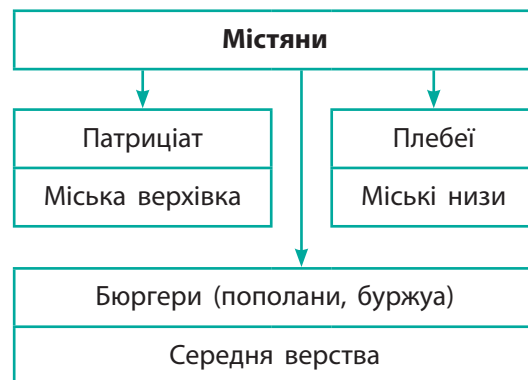 Містяни
Патриціат
Міська верхівка
Плебеї
Міські низи
Бюргери (пополани, буржуа)
Середня верства